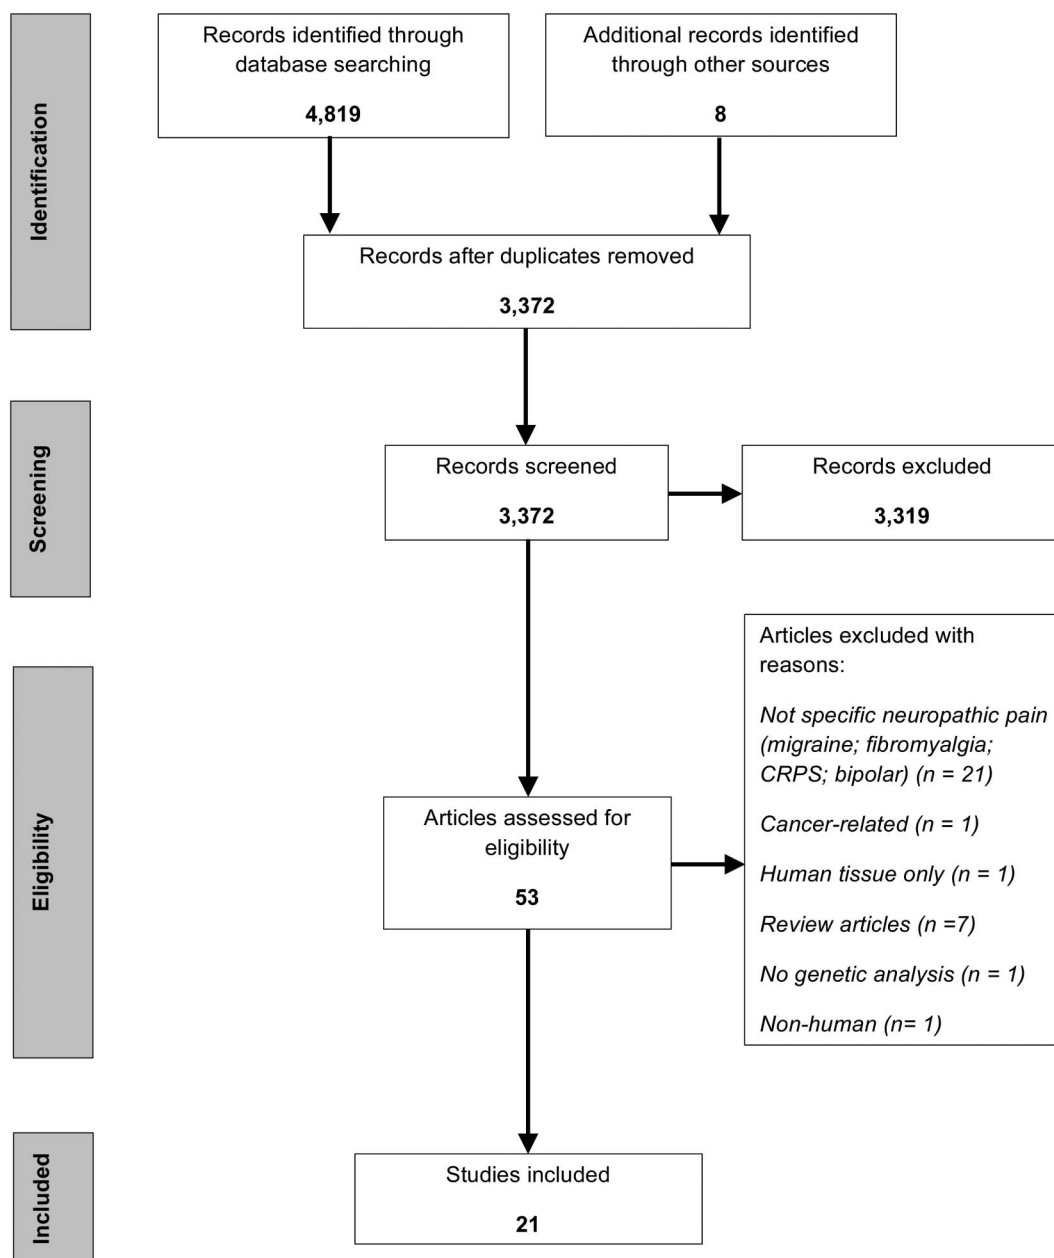 Identification
Records identified through
database searching
4,819
Additional records identified
through other sources
8
Records after duplicates removed
3,372
Screening
Records screened
3,372
Records excluded
3,319
Eligibility
Articles assessed for
eligibility
53
Articles excluded with
reasons:
Not specific neuropathic pain
(migraine; fibromyalgia;
CRPS; bipolar) (n = 21)
Cancer-related (n = 1)
Human tissue only (n = 1)
Review articles (n =7)
No genetic analysis (n = 1)
Non-human (n= 1)
Included
Studies included
21